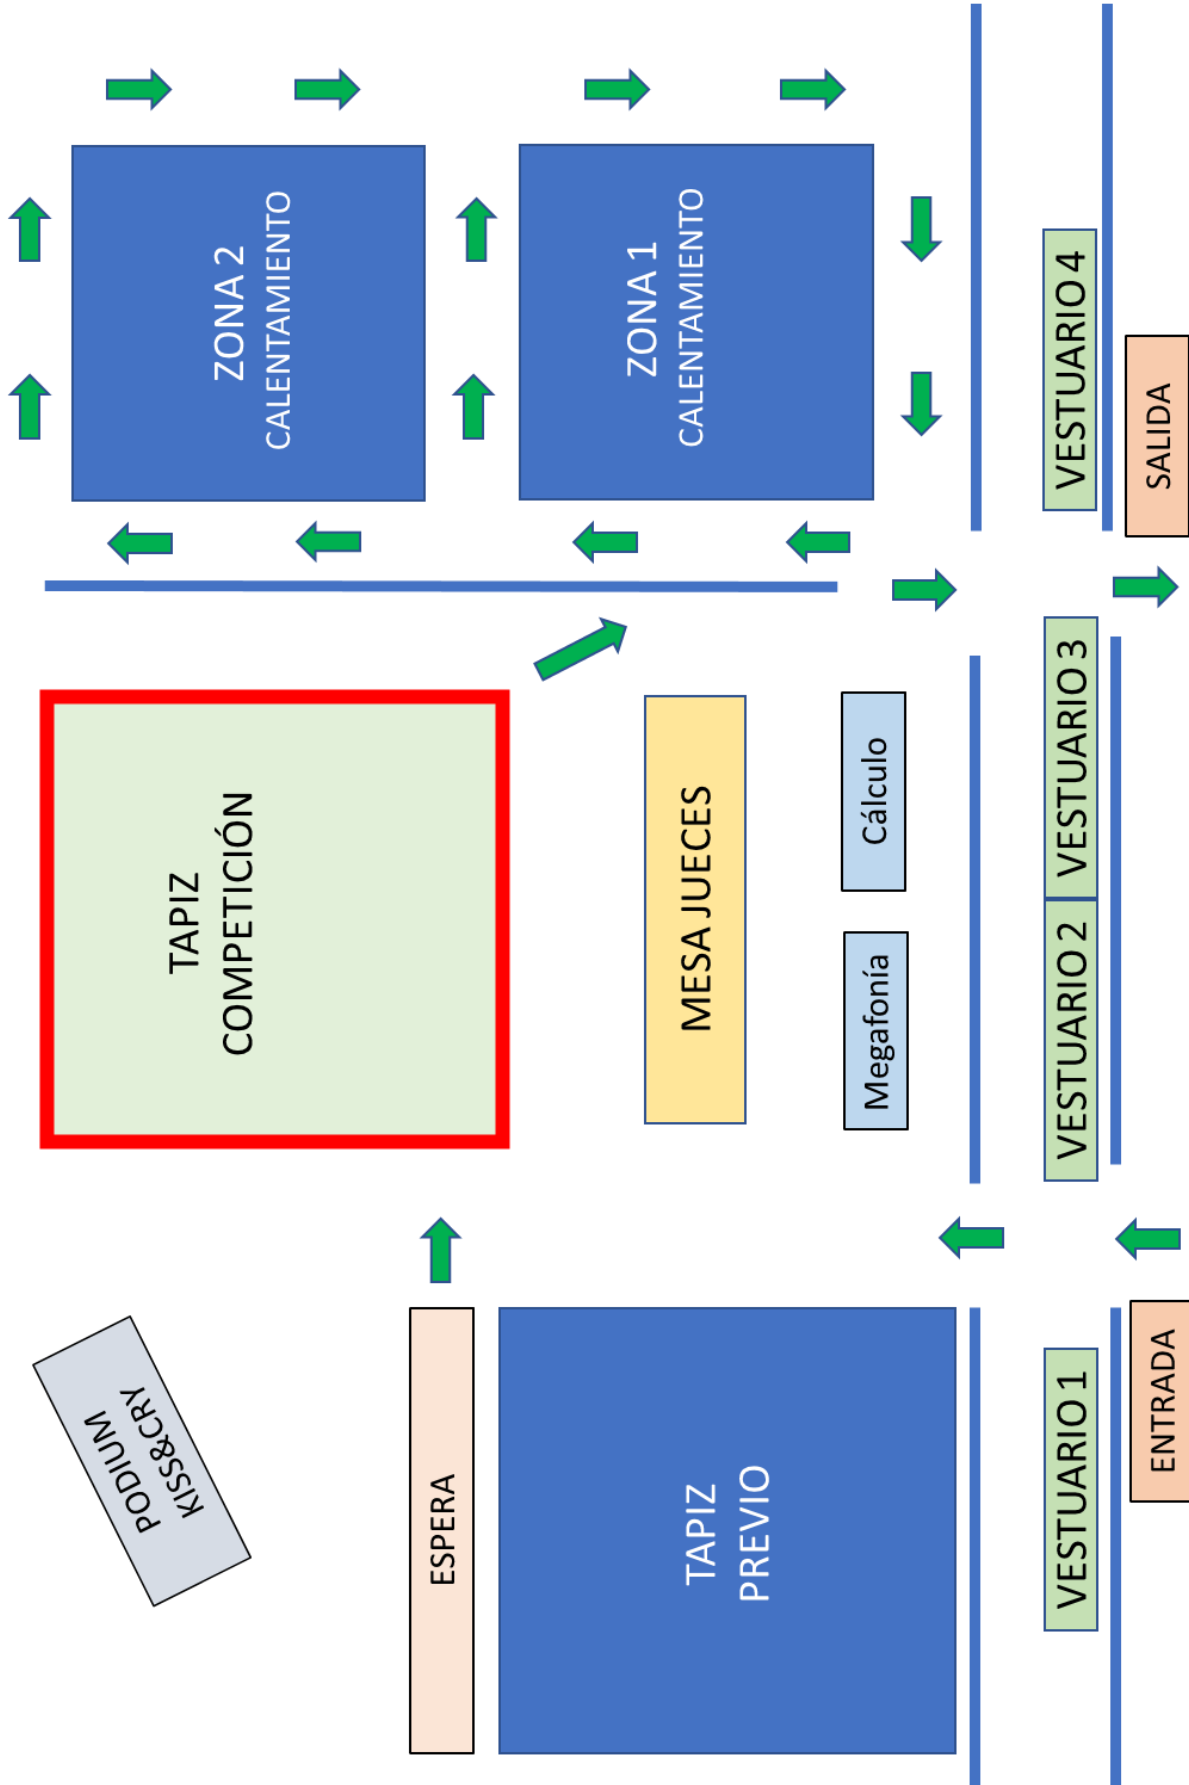 PODIUM
KISS&CRY
TAPIZ
COMPETICIÓN
ZONA 2
CALENTAMIENTO
ESPERA
TAPIZ
PREVIO
MESA JUECES
ZONA 1
CALENTAMIENTO
Megafonía
Cálculo
VESTUARIO 1
VESTUARIO 2
VESTUARIO 3
VESTUARIO 4
ENTRADA
SALIDA